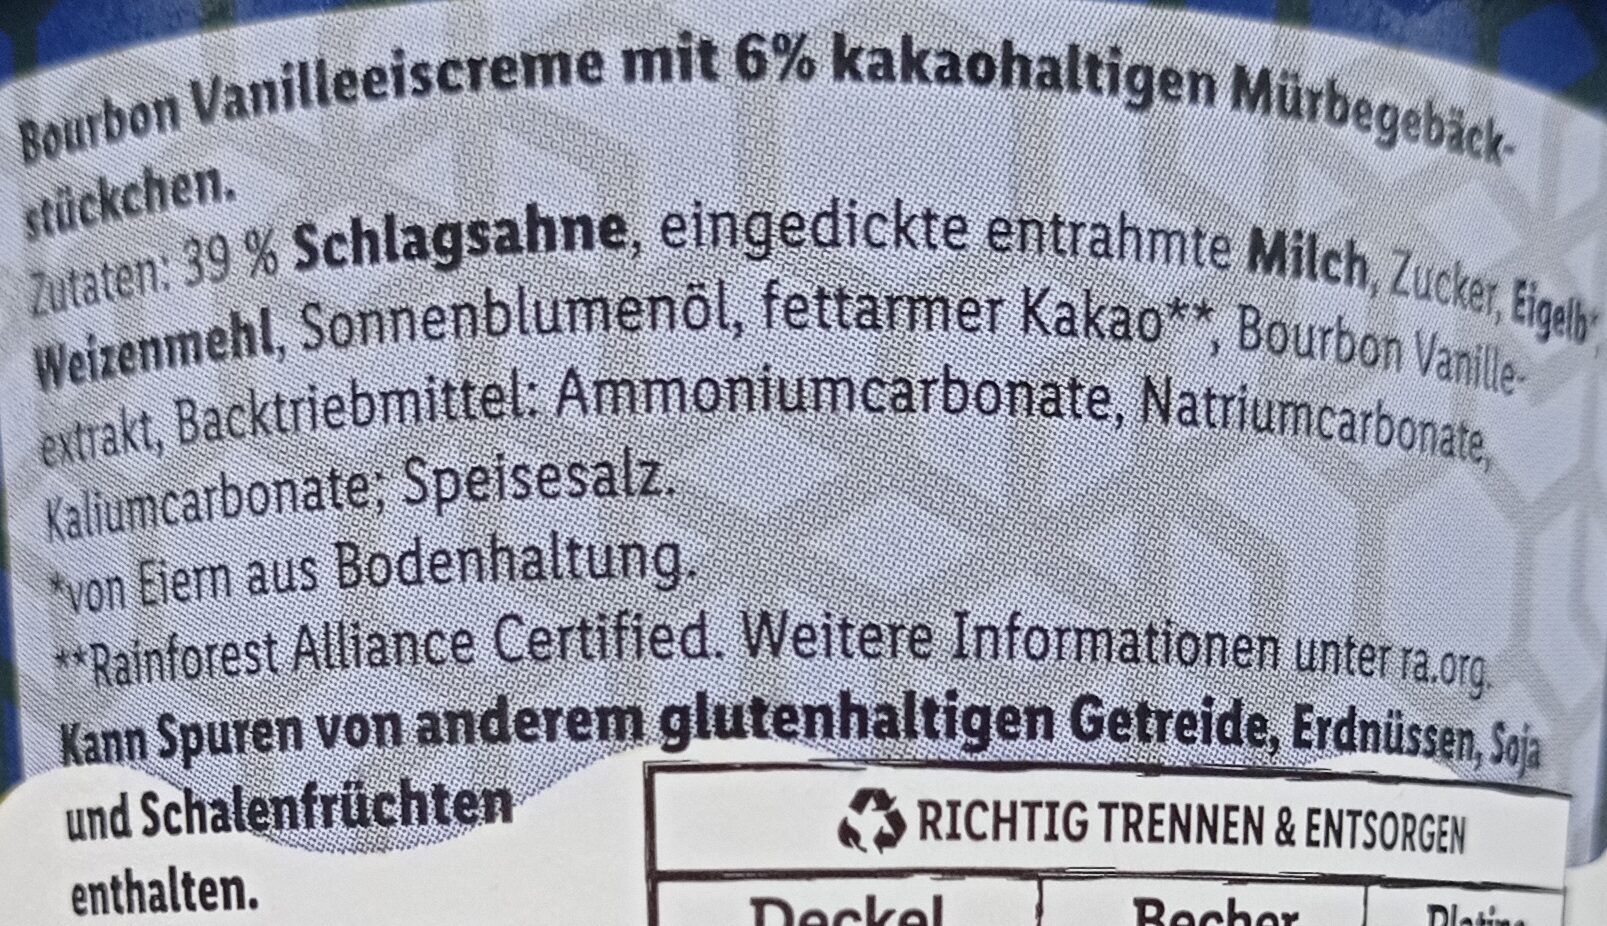 Bourbon Vanilleeiscreme mit 6% kakaohaltigen Mürbegebäck-
stückchen.
Zutaten: 39 % Schlagsahne, eingedickte entrahmte Milch, Zucker, Eigelb*,
Weizenmehl, Sonnenblumenöl, fettarmer Kakao**, Bourbon Vanille-
extrakt, Backtriebmittel: Ammoniumcarbonate, Natriumcarbonate,
Kaliumcarbonate; Speisesalz.
*von Eiern aus Bodenhaltung.
**Rainforest Alliance Certified. Weitere Informationen unter ra.org.
Kann Spuren von anderem glutenhaltigen Getreide, Erdnüssen, Soja
und Schalenfrüchten
enthalten.
RICHTIG TRENNEN & ENTSORGEN
Deckel Becher Platine